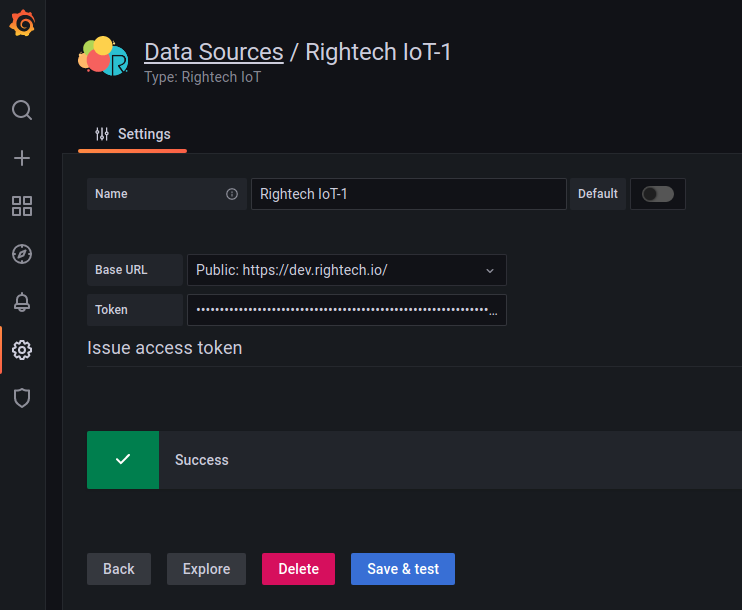 Data Sources / Rightech IoT-1
Type: Rightech IoT
Settings
Name Rightech IoT-1 Default
Base URL Public: https://dev.rightech.io/
Token ••••••••••••••••••••••••••••••••••••••••••••••••••••••••••••••...
Issue access token
Success
Back Explore Delete Save & test